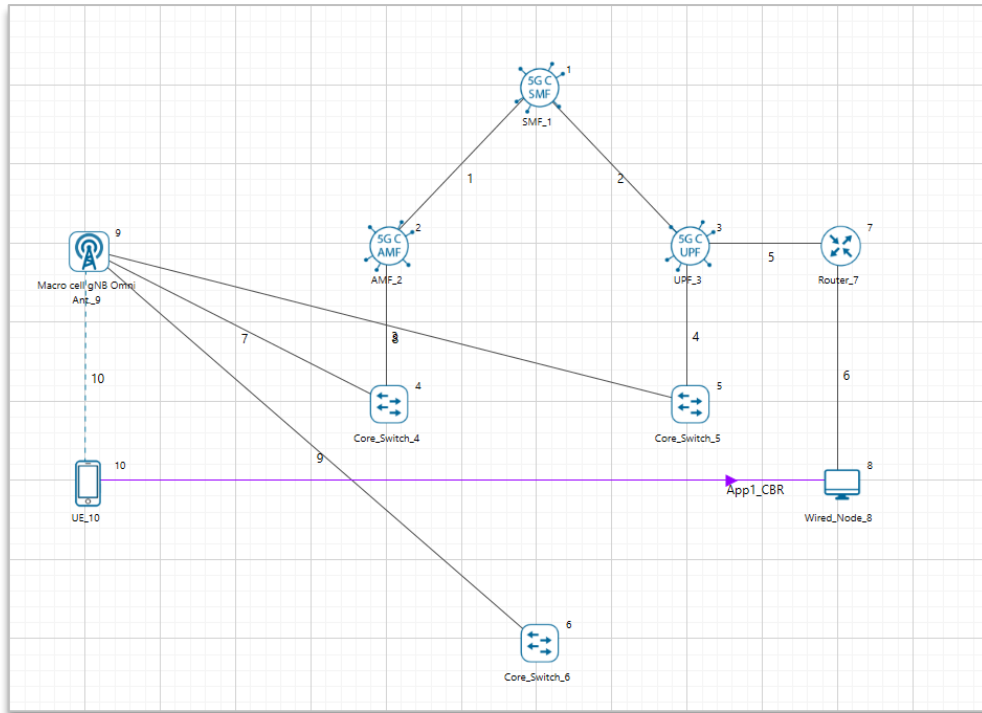 1
5G C
SMF
SMF_1
1
2
9
2
3
7
5G C
AMF
5G C
UPF
5
Macro cell gNB Omni
Ant_9
AMF_2
UPF_3
Router_7
7
3
8
4
10
6
4
5
Core_Switch_4
Core_Switch_5
9
10
8
App1_CBR
UE_10
Wired_Node_8
6
Core_Switch_6